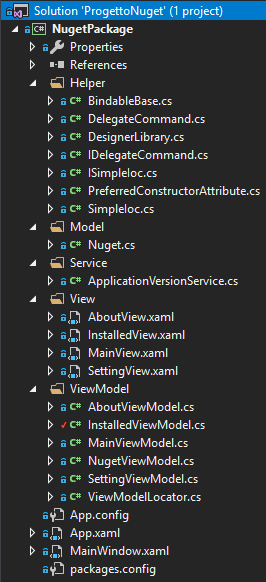 Solution 'ProgettoNuget' (1 project)
C# NugetPackage
Properties
References
Helper
C# BindableBase.cs
C# DelegateCommand.cs
C# DesignerLibrary.cs
C# IDelegateCommand.cs
C# ISimpleIoc.cs
C# PreferredConstructorAttribute.cs
C# SimpleIoc.cs
Model
C# Nuget.cs
Service
C# ApplicationVersionService.cs
View
AboutView.xaml
InstalledView.xaml
MainView.xaml
SettingView.xaml
ViewModel
C# AboutViewModel.cs
C# InstalledViewModel.cs
C# MainViewModel.cs
C# NugetViewModel.cs
C# SettingViewModel.cs
C# ViewModelLocator.cs
App.config
App.xaml
MainWindow.xaml
packages.config